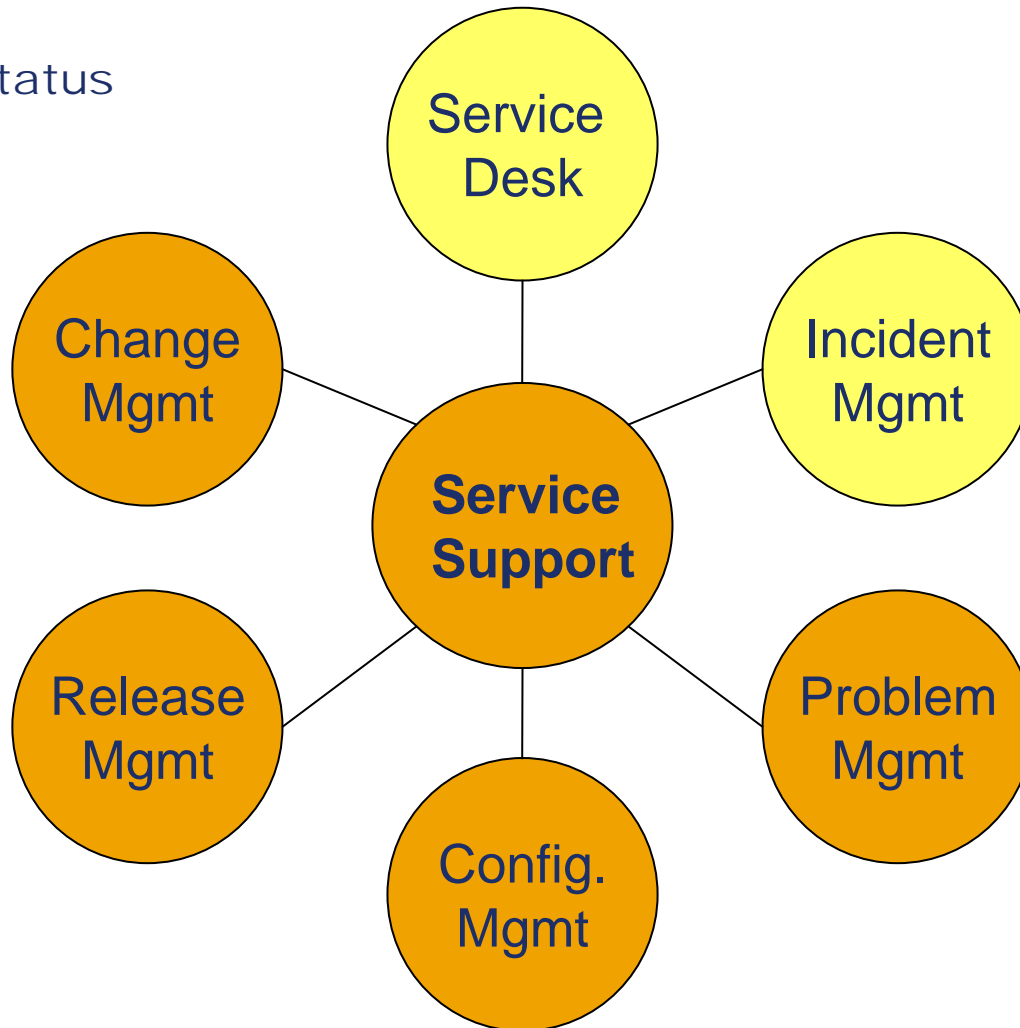 tatus
Service
Desk
Change
Mgmt
Incident
Mgmt
Service
Support
Release
Mgmt
Problem
Mgmt
Config.
Mgmt